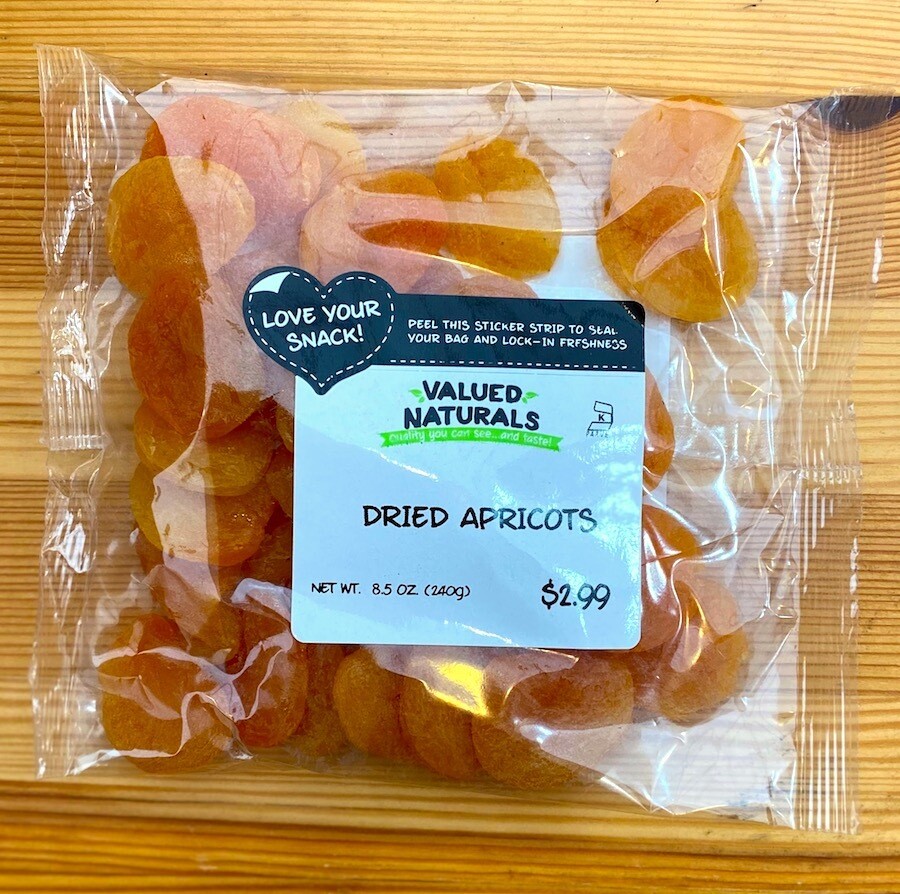 LOVE YOUR
SNACK!
PEEL THIS STICKER STRIP TO SEAL
YOUR BAG AND LOCK-IN FRESHNESS
VALUED
NATURALS
Quality you can see...and taste!
K
DRIED APRICOTS
NET WT. 8.5 OZ. (240g)
$2.99